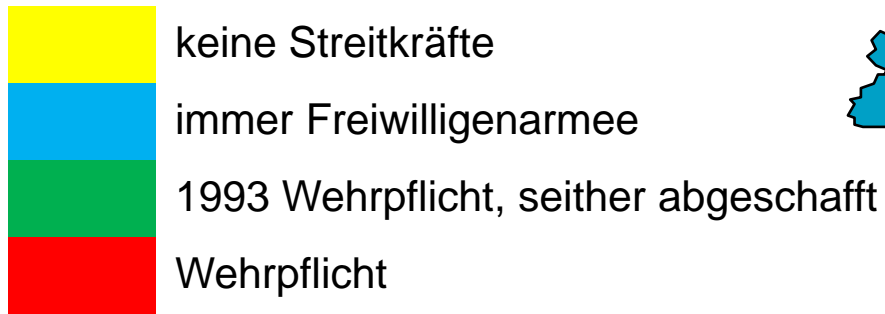 keine Streitkräfte
immer Freiwilligenarmee
1993 Wehrpflicht, seither abgeschafft
Wehrpflicht